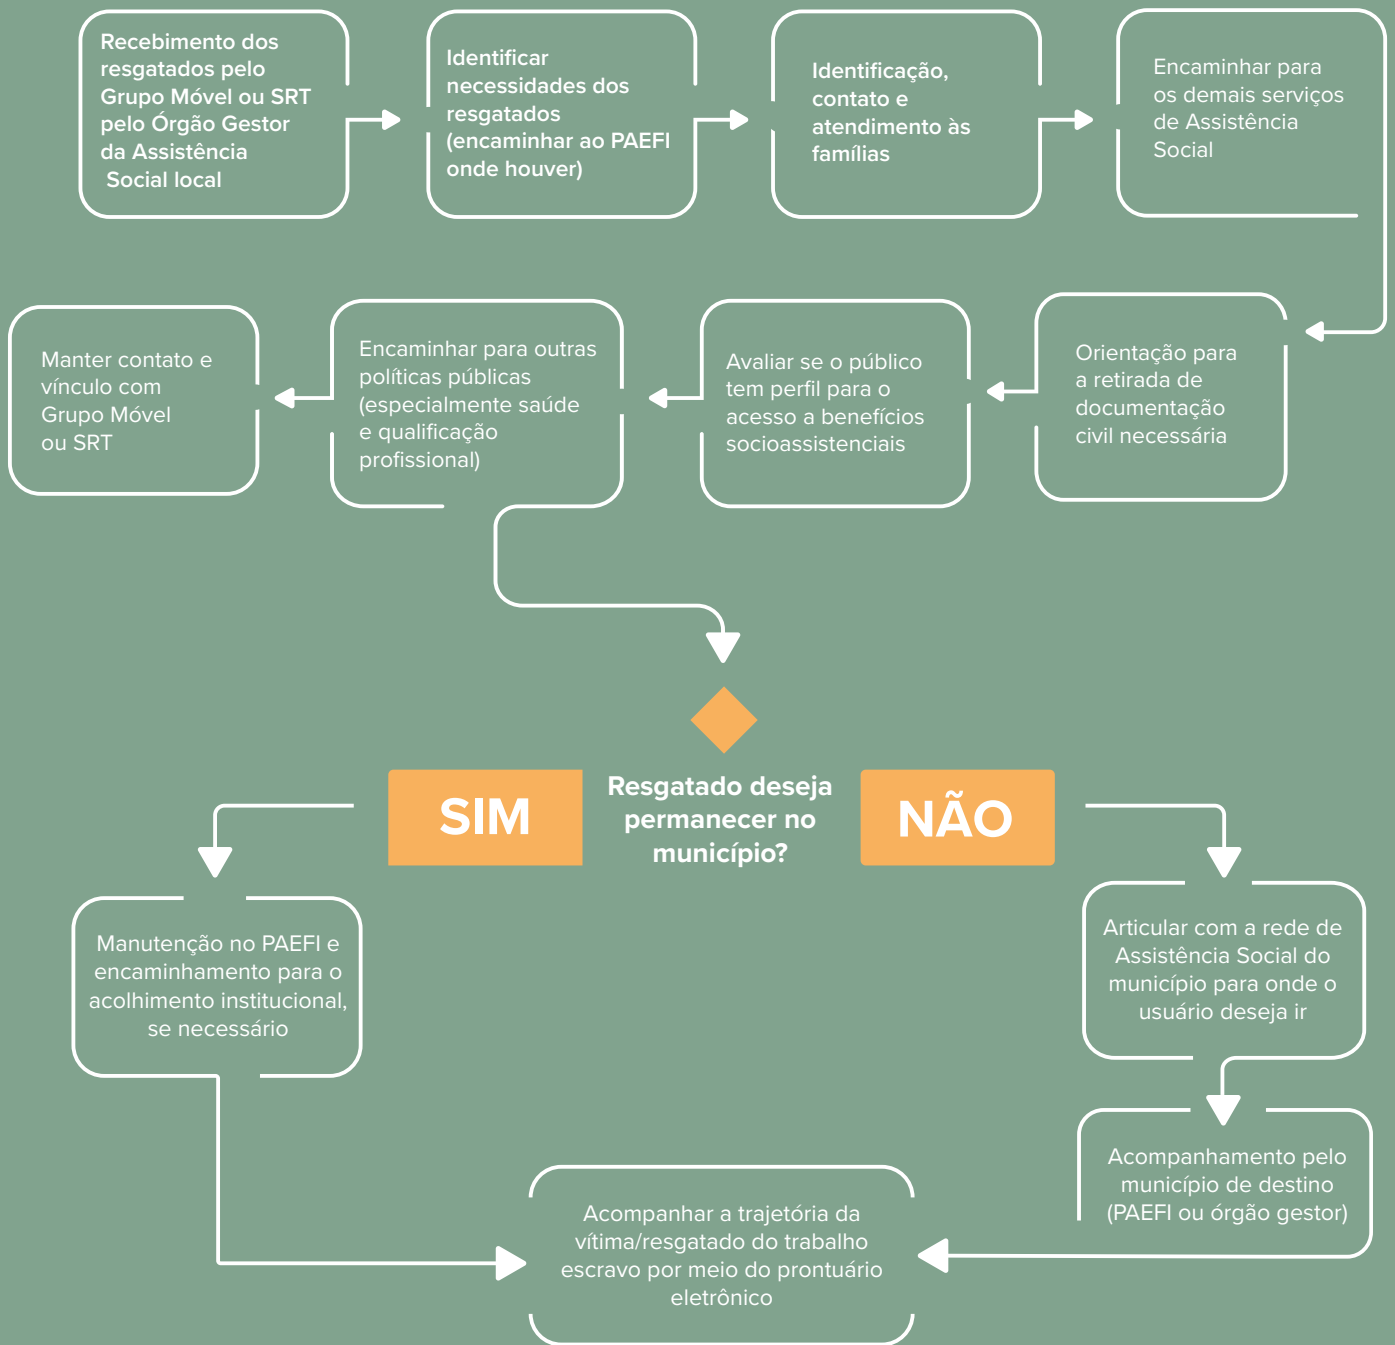 Recebimento dos
resgatados pelo
Grupo Móvel ou SRT
pelo Órgão Gestor
da Assistência
Social local
Identificar
necessidades dos
resgatados
(encaminhar ao PAEFI
onde houver)
Identificação,
contato e
atendimento às
famílias
Encaminhar para
os demais serviços
de Assistência
Social
Orientação para
a retirada de
documentação
civil necessária
Avaliar se o público
tem perfil para o
acesso a benefícios
socioassistenciais
Encaminhar para outras
políticas públicas
(especialmente saúde
e qualificação
profissional)
Manter contato e
vínculo com
Grupo Móvel
ou SRT
Resgatado deseja
permanecer no
município?
SIM
NÃO
Manutenção no PAEFI e
encaminhamento para o
acolhimento institucional,
se necessário
Articular com a rede de
Assistência Social do
município para onde o
usuário deseja ir
Acompanhamento pelo
município de destino
(PAEFI ou órgão gestor)
Acompanhar a trajetória da
vítima/resgatado do trabalho
escravo por meio do prontuário
eletrônico